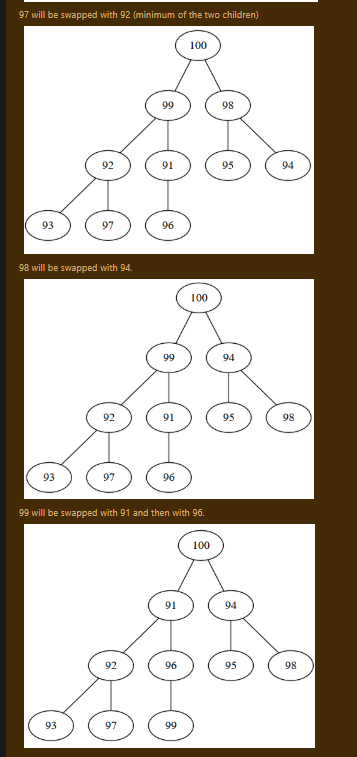 97 will be swapped with 92 (minimum of the two children)
100
99 98
92 91 95 94
93 97 96
98 will be swapped with 94.
100
99 94
92 91 95 98
93 97 96
99 will be swapped with 91 and then with 96.
100
91 94
92 96 95 98
93 97 99